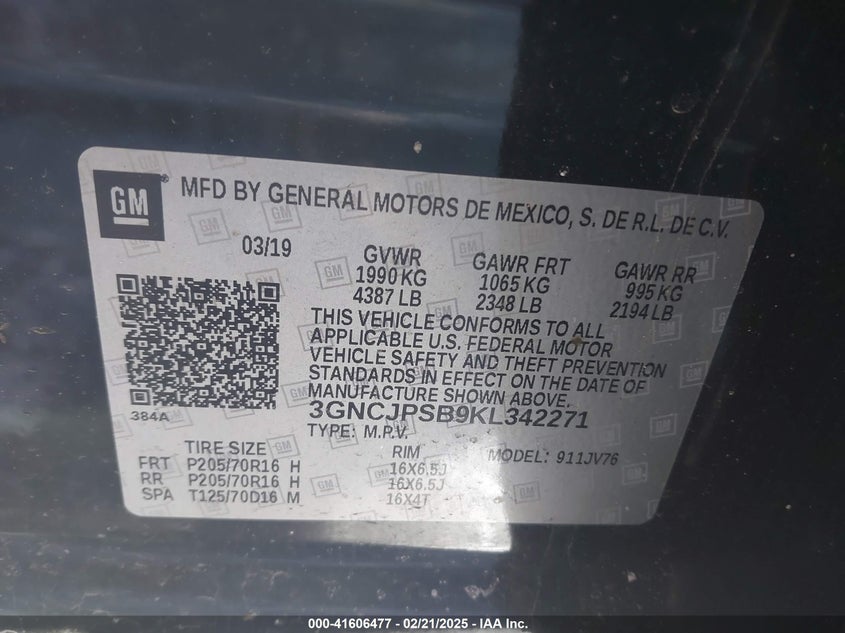 GM
MFD BY GENERAL MOTORS DE MEXICO, S. DE R.L. DE C.V.
03/19
GVWR
1990 KG
4387 LB
GAWR FRT
1065 KG
2348 LB
GAWR RR
995 KG
2194 LB
THIS VEHICLE CONFORMS TO ALL
APPLICABLE U.S. FEDERAL MOTOR
VEHICLE SAFETY AND THEFT PREVENTION
STANDARDS IN EFFECT ON THE DATE OF
MANUFACTURE SHOWN ABOVE.
3GNCJPSB9KL342271
TYPE: M.P.V.
MODEL: 911JV76
384A
TIRE SIZE RIM
FRT P205/70R16 H 16X6.5J
RR P205/70R16 H 16X6.5J
SPA T125/70D16 M 16X4T
000-41606477 - 02/21/2025 - IAA Inc.